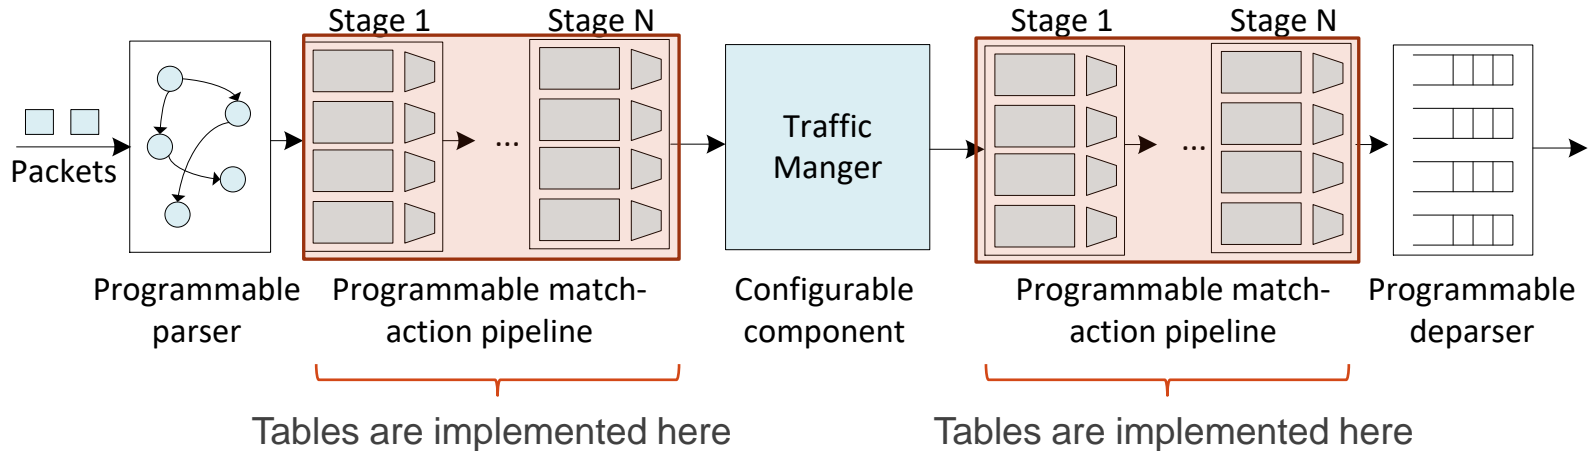 Stage 1
Stage N
Stage 1
Stage N
Packets
...
Traffic
Manger
...
Programmable
parser
Programmable match-
action pipeline
Configurable
component
Programmable match-
action pipeline
Programmable
deparser
Tables are implemented here
Tables are implemented here